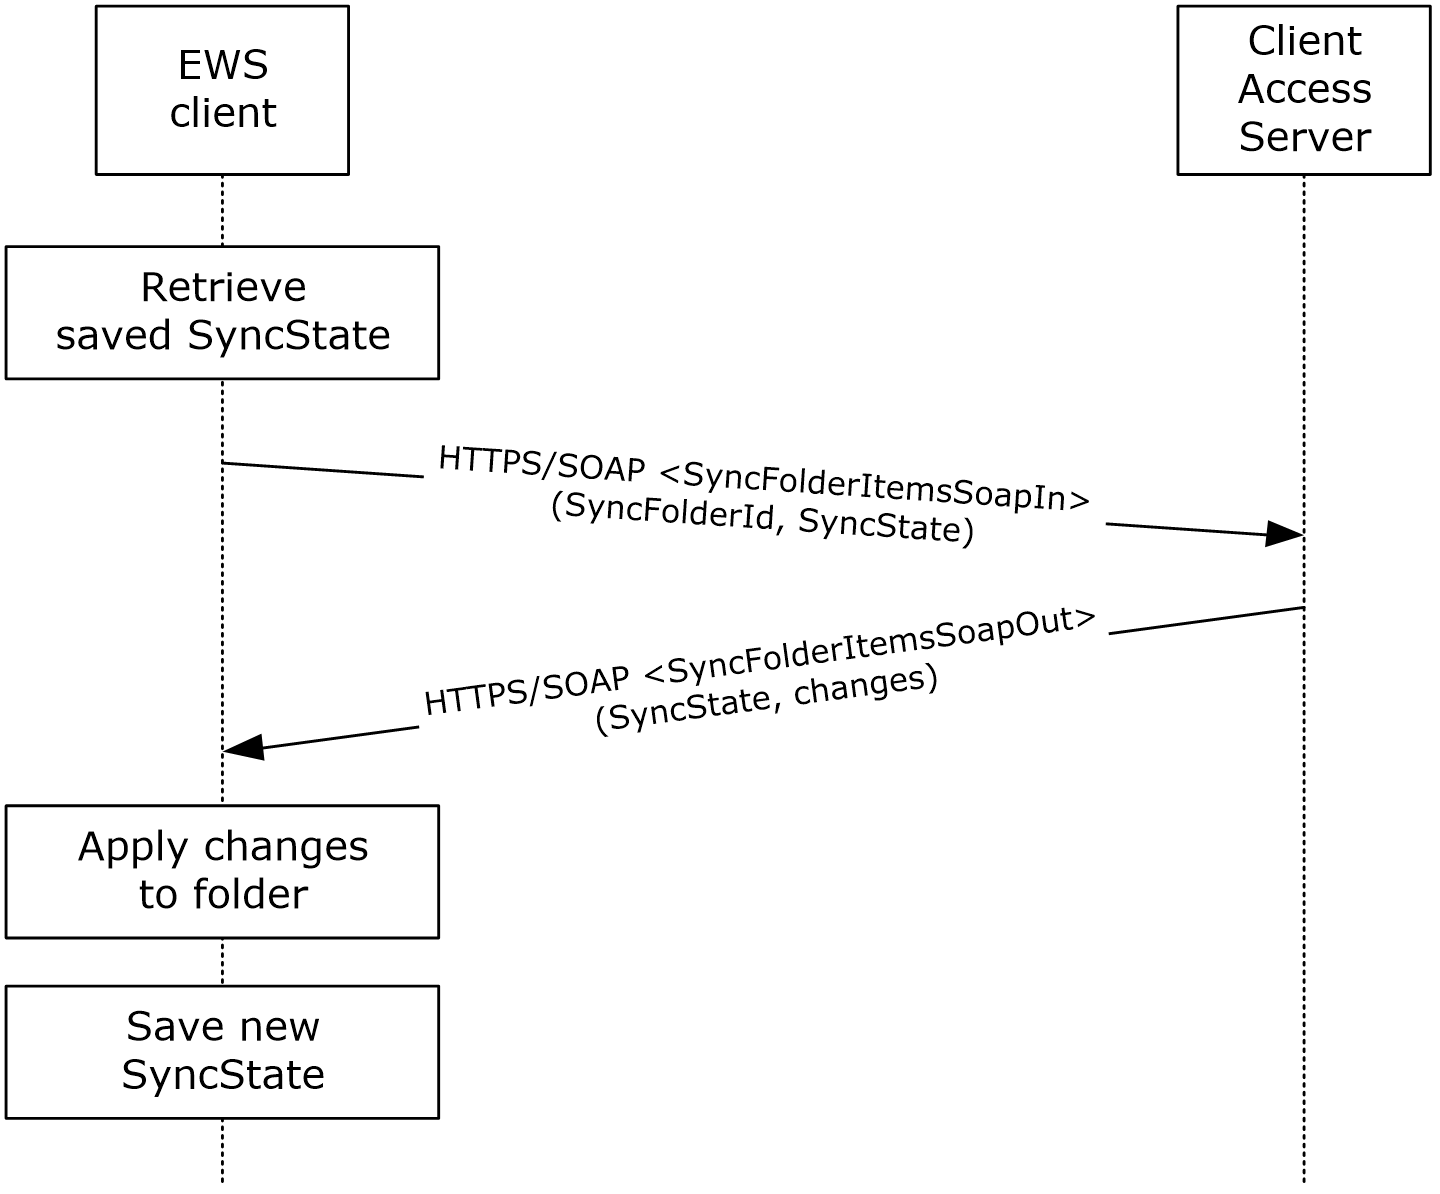 EWS
client
Client
Access
Server
Retrieve
saved SyncState
HTTPS/SOAP <SyncFolderItemsSoapIn>
(SyncFolderId, SyncState)
HTTPS/SOAP <SyncFolderItemsSoapOut>
(SyncState, changes)
Apply changes
to folder
Save new
SyncState